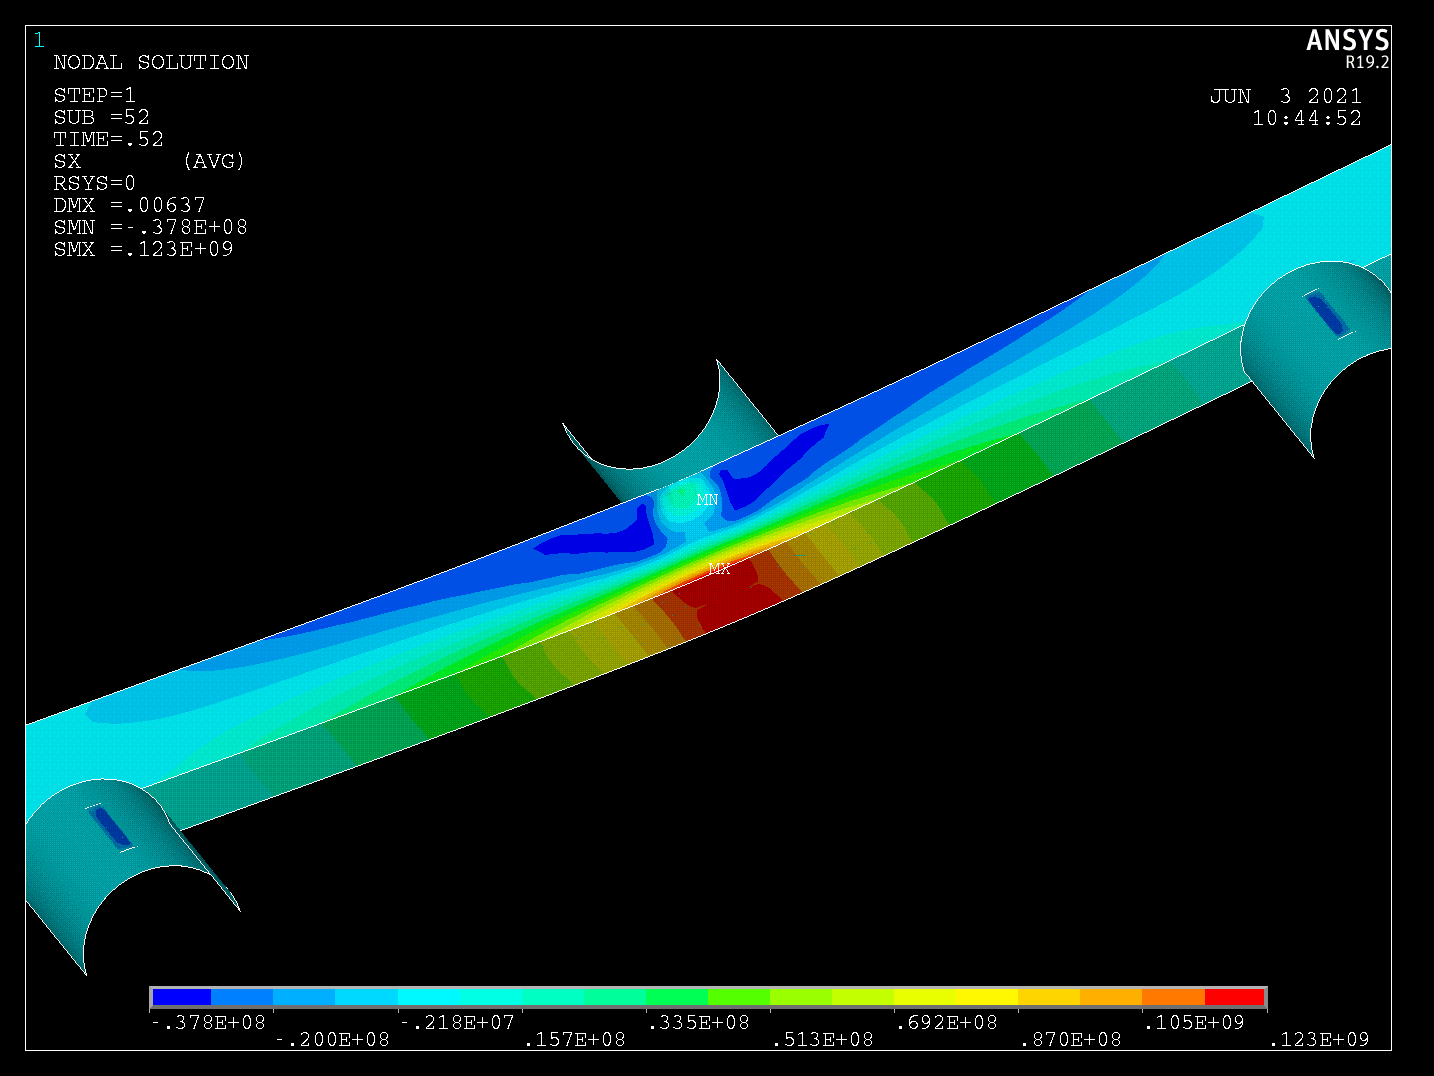 1
ANSYS
R19.2
NODAL SOLUTION
STEP=1
SUB =52
TIME=.52
SX (AVG)
RSYS=0
DMX =.00637
SMN =-.378E+08
SMX =.123E+09
JUN 3 2021
10:44:52
MN
MX
-.378E+08 -.218E+07 .335E+08 .692E+08 .105E+09
-.200E+08 .157E+08 .513E+08 .870E+08 .123E+09